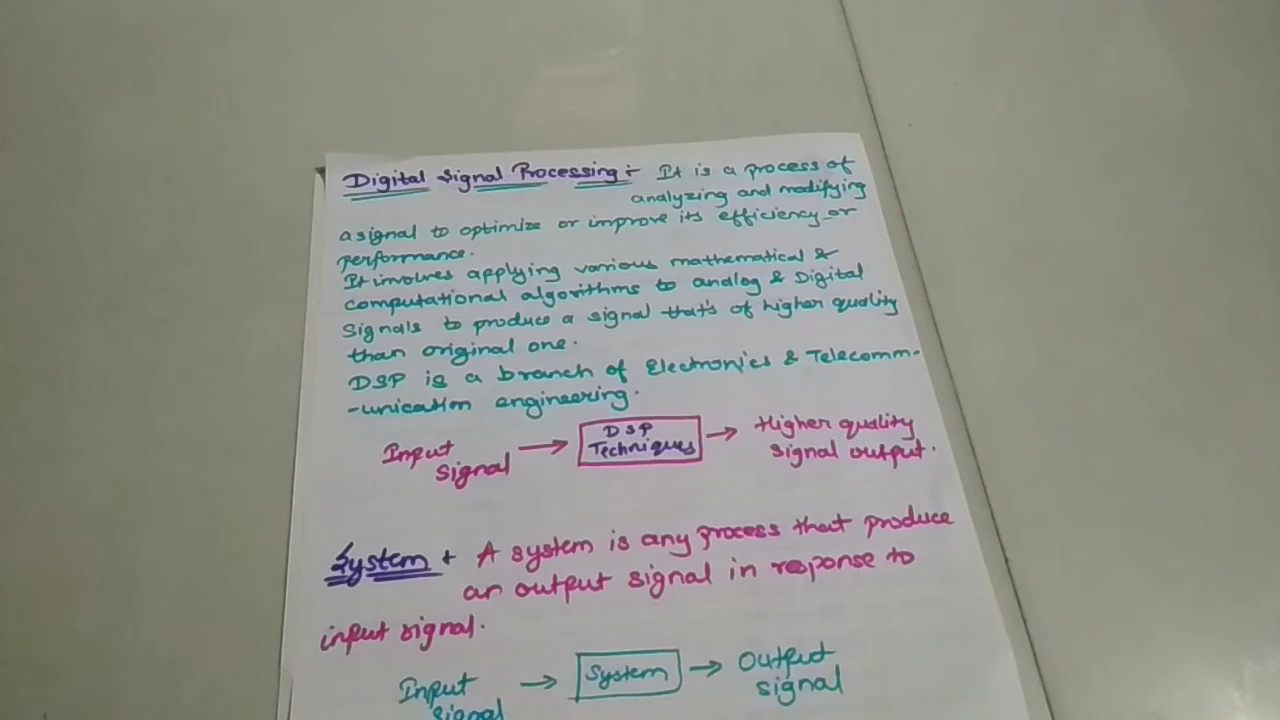 Digital Signal Processing :- It is a process of
analyzing and modifying
a signal to optimize or improve its efficiency or
performance.
It involves applying various mathematical &
computational algorithms to analog & Digital
Signals to produce a signal that's of higher quality
than original one.
DSP is a branch of Electronics & Telecomm-
-unication engineering.
Input signal → DSP Techniques → Higher quality signal output.
System :- A system is any process that produce
an output signal in reponse to
input signal.
Input signal → System → Output signal